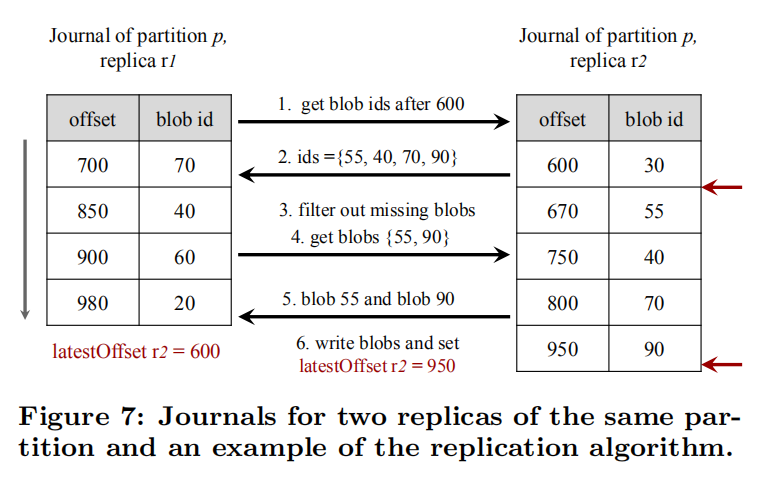 Journal of partition p,
replica r1
Journal of partition p,
replica r2
offset blob id
700 70
850 40
900 60
980 20
latestOffset r2 = 600
1. get blob ids after 600
2. ids ={55, 40, 70, 90}
3. filter out missing blobs
4. get blobs {55, 90}
5. blob 55 and blob 90
6. write blobs and set
latestOffset r2 = 950
offset blob id
600 30
670 55
750 40
800 70
950 90
Figure 7: Journals for two replicas of the same par-
tition and an example of the replication algorithm.